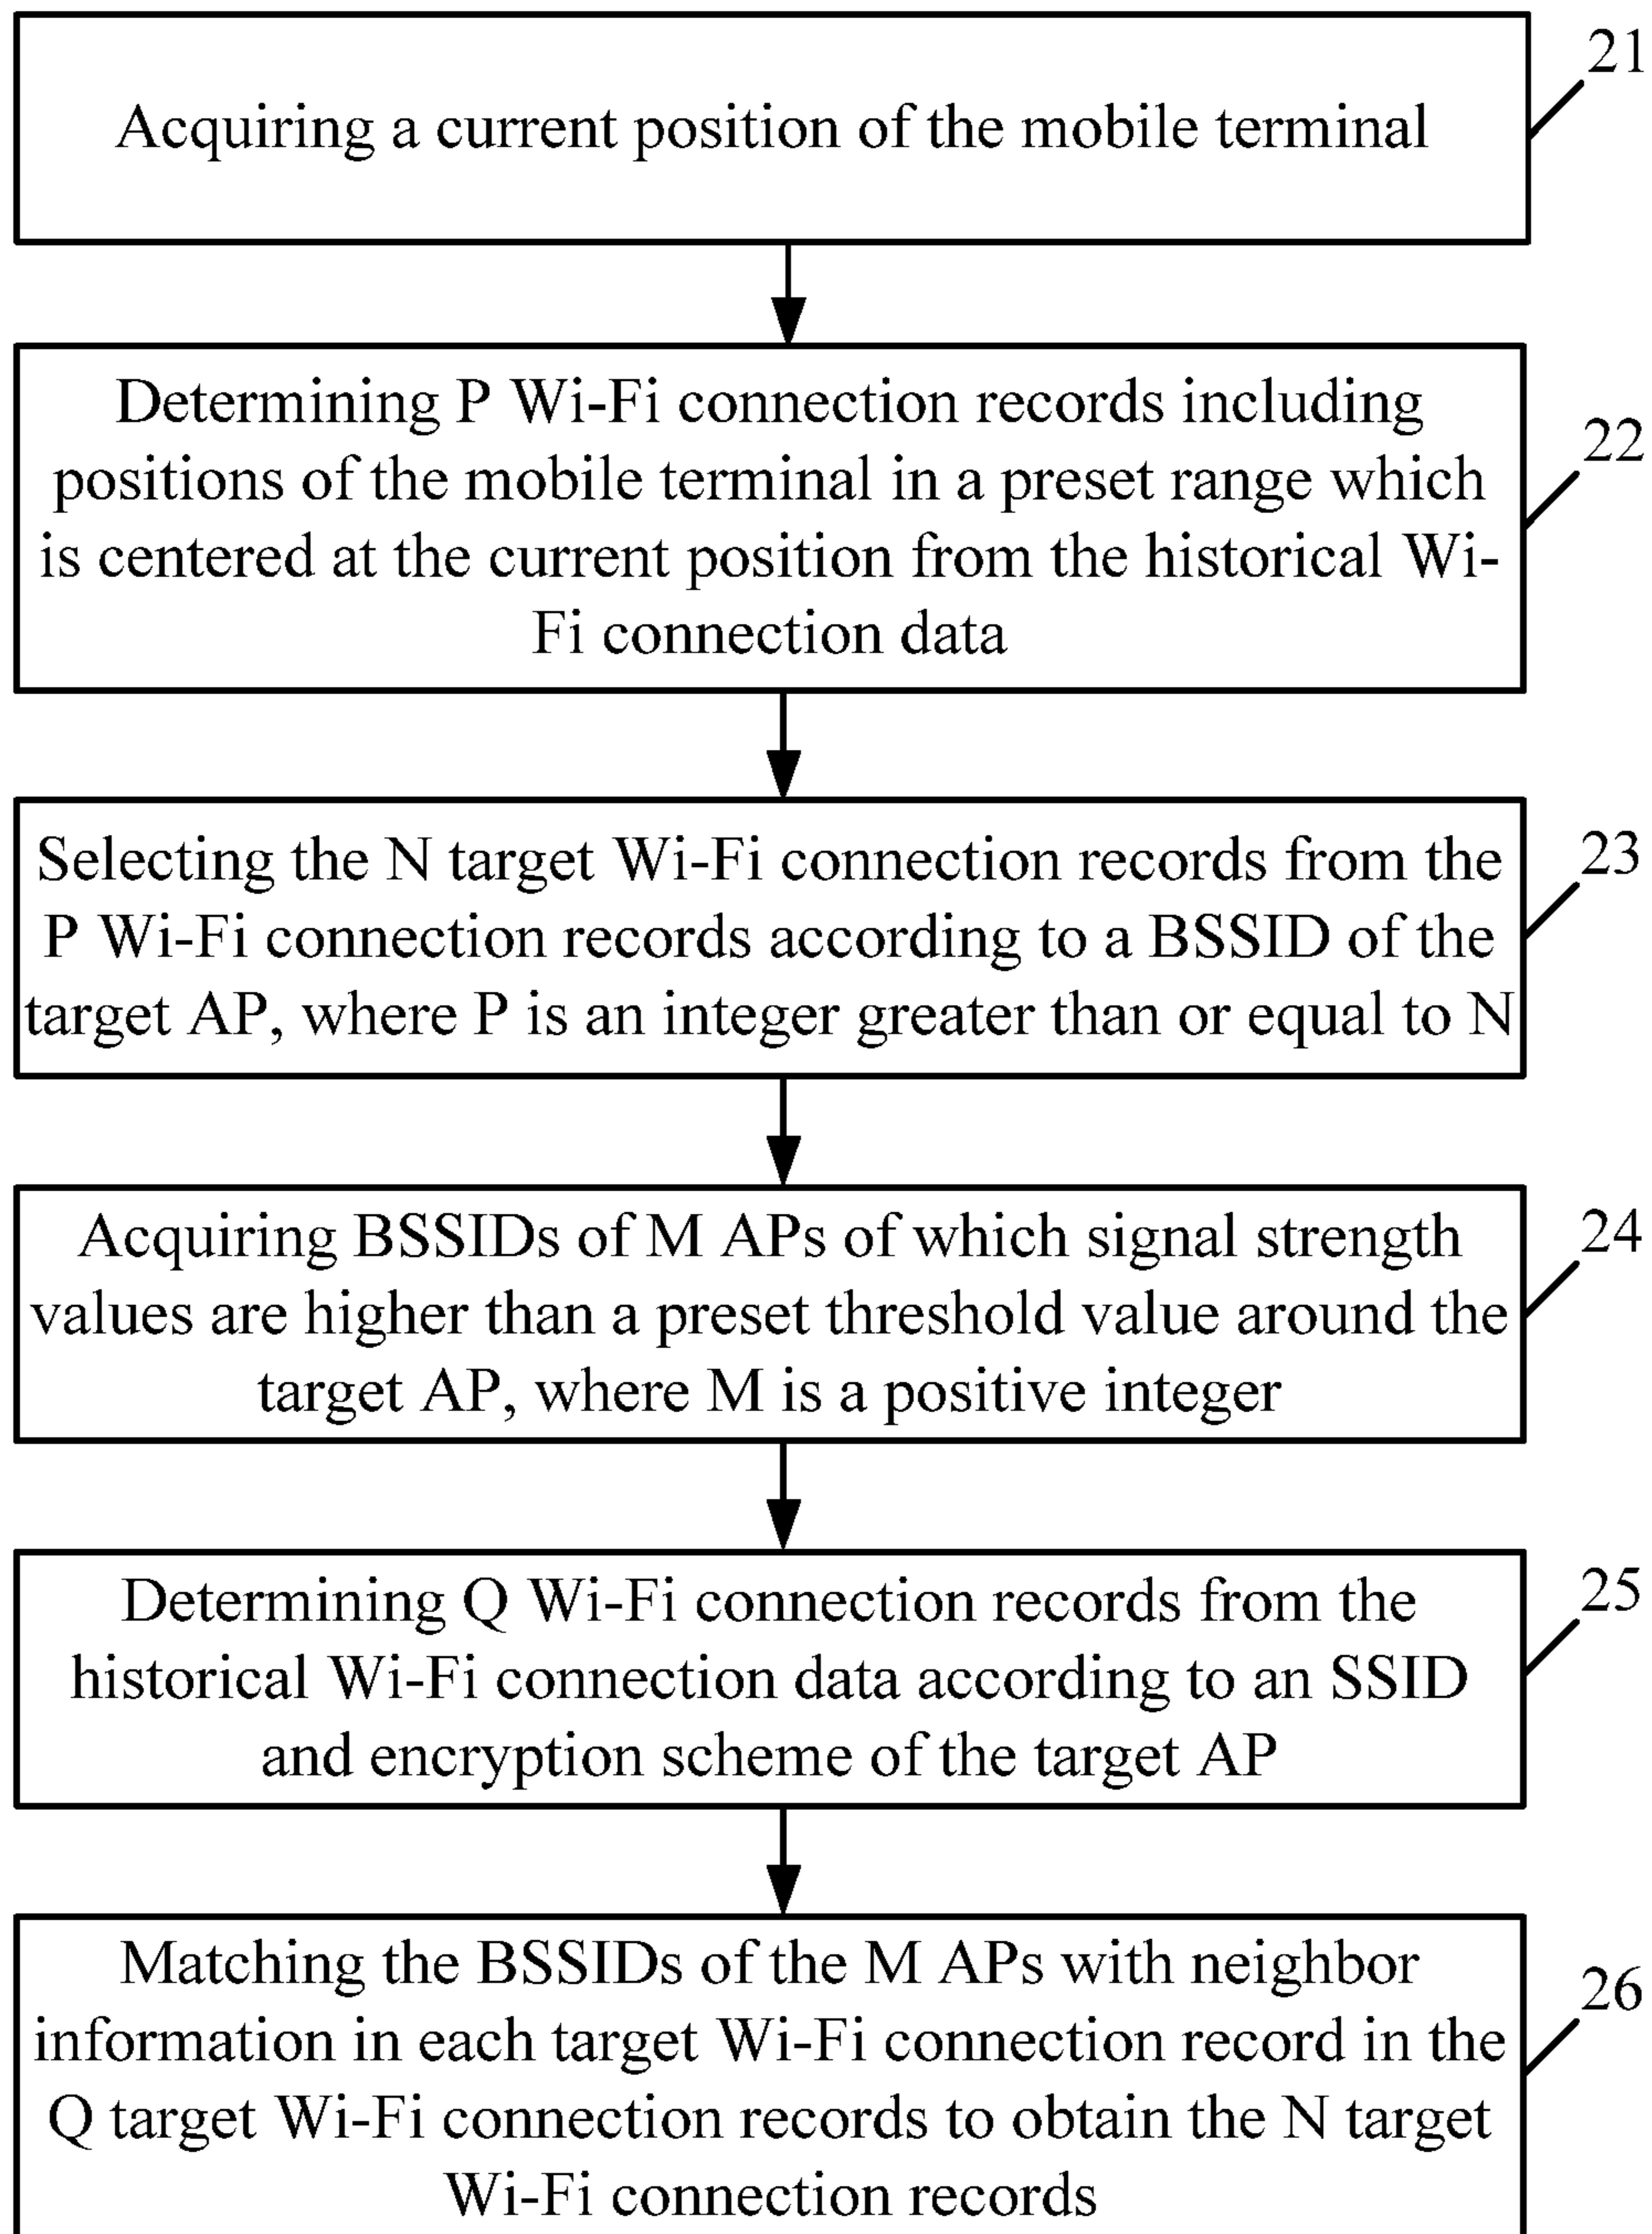 21
Acquiring a current position of the mobile terminal
22
Determining P Wi-Fi connection records including
positions of the mobile terminal in a preset range which
is centered at the current position from the historical Wi-
Fi connection data
23
Selecting the N target Wi-Fi connection records from the
P Wi-Fi connection records according to a BSSID of the
target AP, where P is an integer greater than or equal to N
24
Acquiring BSSIDs of M APs of which signal strength
values are higher than a preset threshold value around the
target AP, where M is a positive integer
25
Determining Q Wi-Fi connection records from the
historical Wi-Fi connection data according to an SSID
and encryption scheme of the target AP
26
Matching the BSSIDs of the M APs with neighbor
information in each target Wi-Fi connection record in the
Q target Wi-Fi connection records to obtain the N target
Wi-Fi connection records